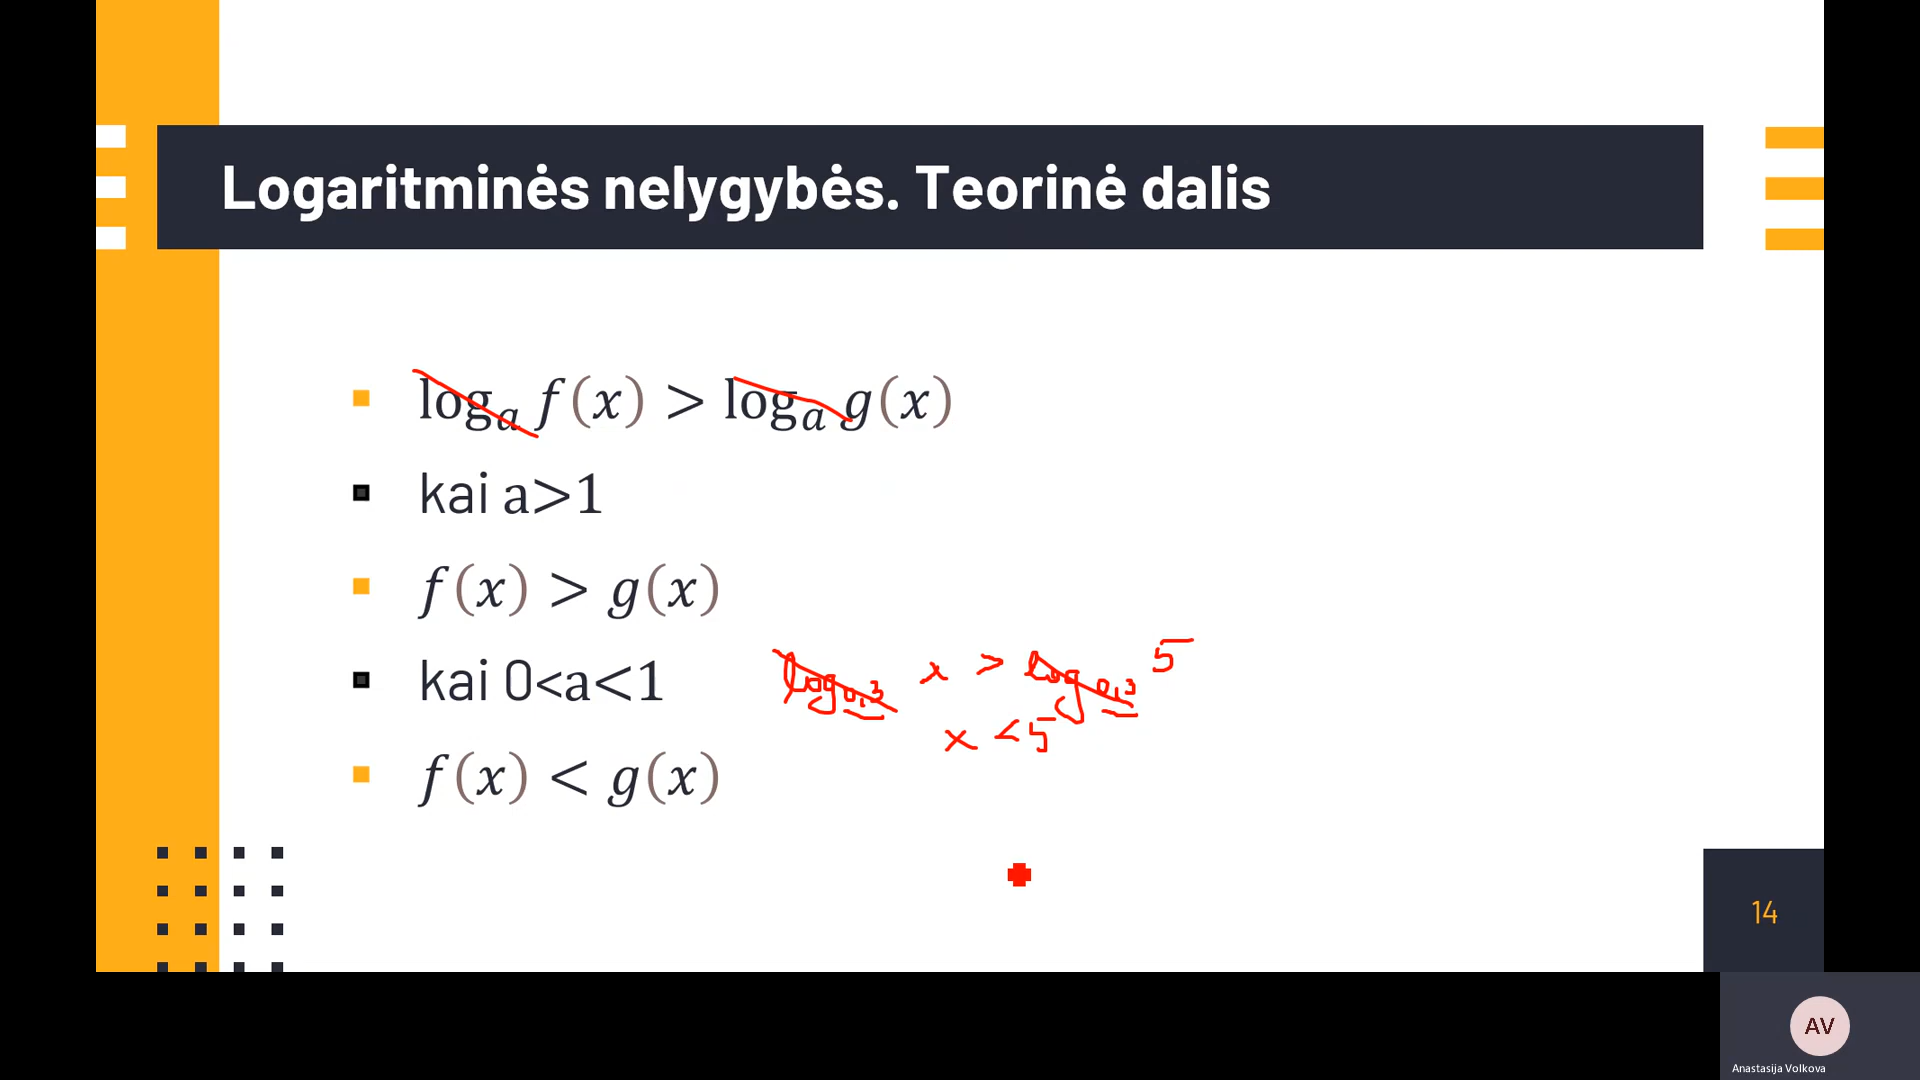 Logaritminės nelygybės. Teorinė dalis
logₐ f(x) > logₐ g(x)
kai a>1
f(x) > g(x)
kai 0<a<1
log₀,₃ x > log₀,₃ 5
x < 5
f(x) < g(x)
14
AV
Anastasija Volkova